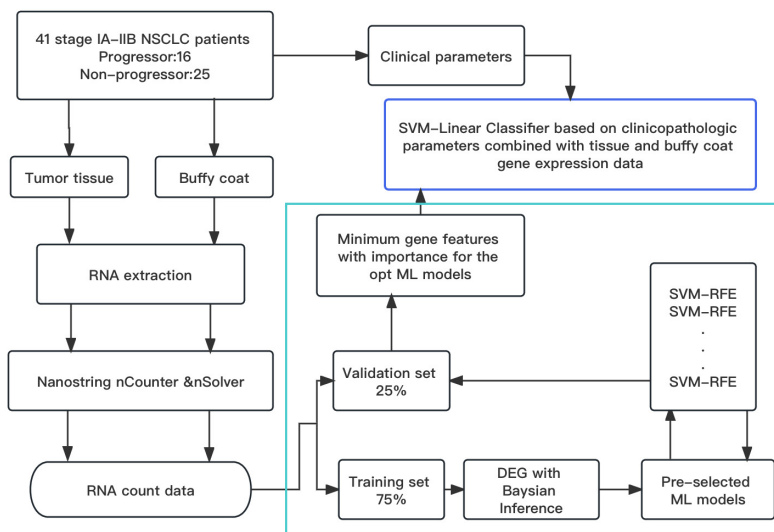 41 stage IA-IIB NSCLC patients
Progressor:16
Non-progressor:25
Clinical parameters
SVM-Linear Classifier based on clinicopathologic
parameters combined with tissue and buffy coat
gene expression data
Tumor tissue
Buffy coat
RNA extraction
Nanostring nCounter &nSolver
RNA count data
Minimum gene features
with importance for the
opt ML models
Validation set
25%
Training set
75%
DEG with
Baysian
Inference
SVM-RFE
SVM-RFE
.
.
.
SVM-RFE
Pre-selected
ML models